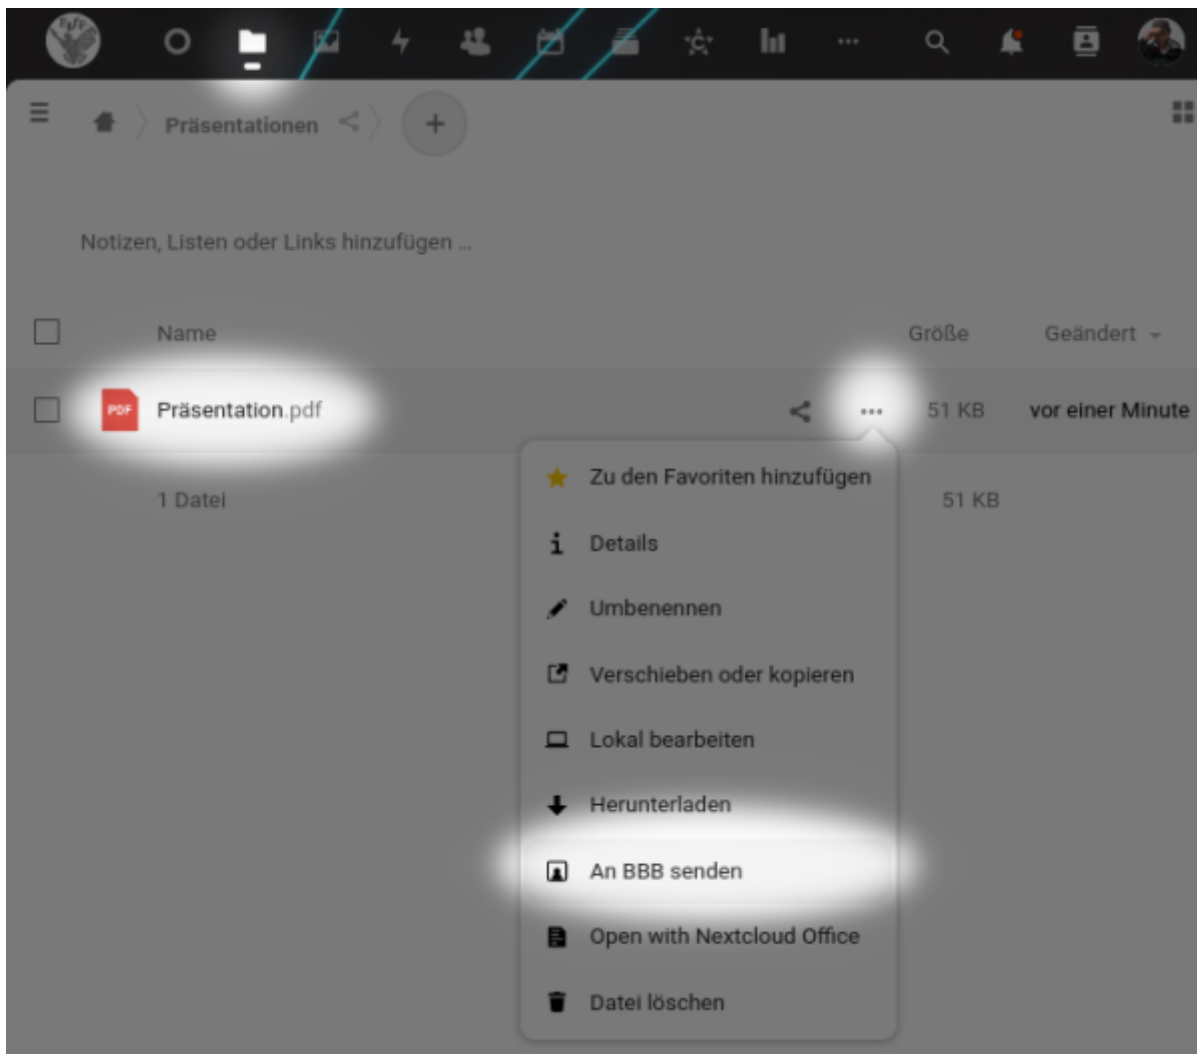 FIfF
Präsentationen
Notizen, Listen oder Links hinzufügen ...
Name Größe Geändert
PDF Präsentation.pdf 51 KB vor einer Minute
1 Datei 51 KB
Zu den Favoriten hinzufügen
Details
Umbenennen
Verschieben oder kopieren
Lokal bearbeiten
Herunterladen
An BBB senden
Open with Nextcloud Office
Datei löschen